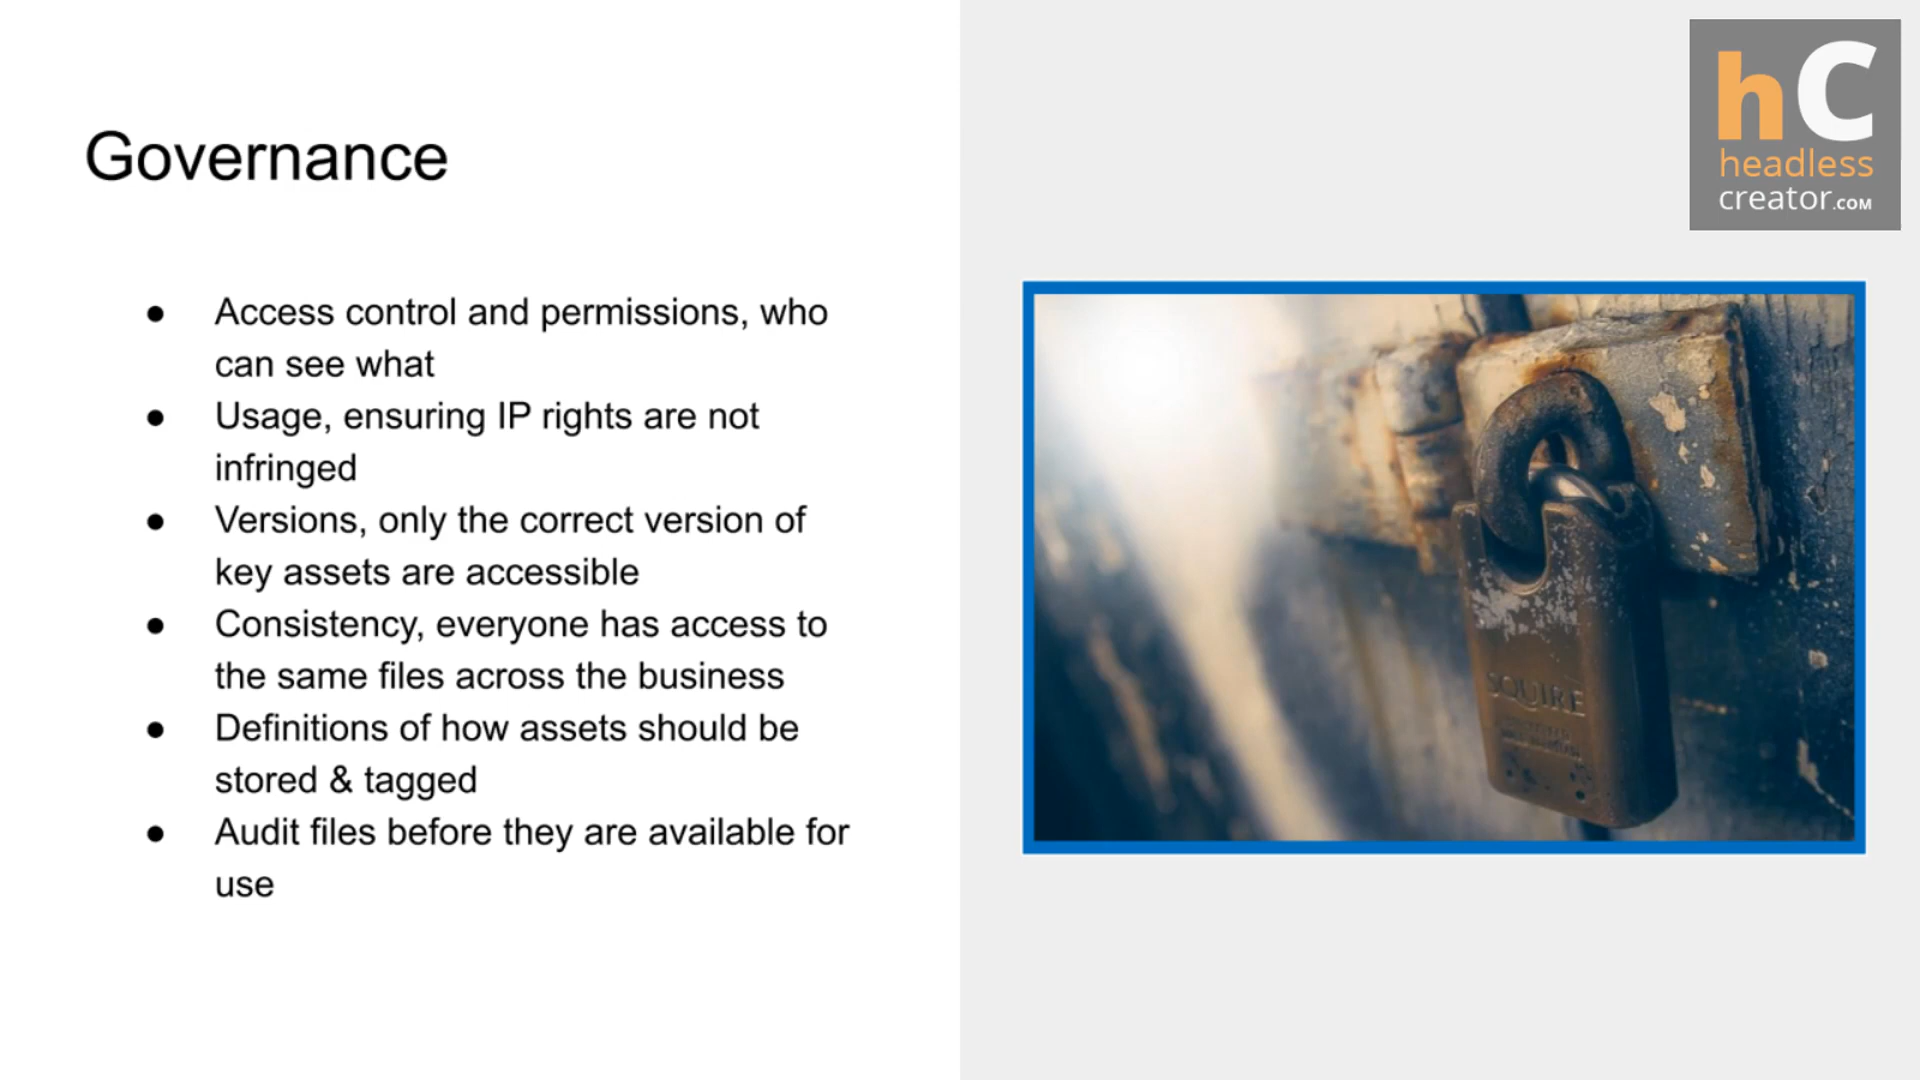 Governance
● Access control and permissions, who
can see what
● Usage, ensuring IP rights are not
infringed
● Versions, only the correct version of
key assets are accessible
● Consistency, everyone has access to
the same files across the business
● Definitions of how assets should be
stored & tagged
● Audit files before they are available for
use
hC
headless
creator.COM
SQUIRE